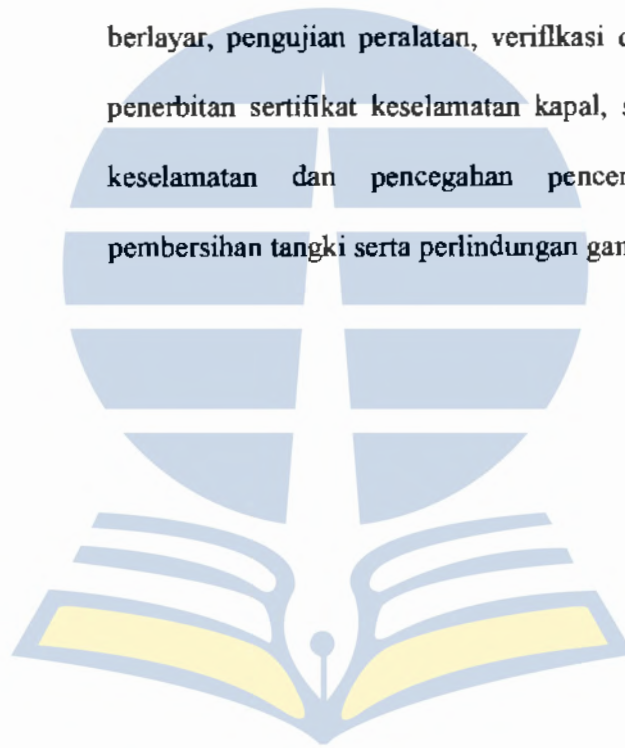 berlayar, pengujian peralatan, verifikasi
penerbitan sertifikat keselamatan kapal,
keselamatan dan pencegahan
pembersihan tangki serta perlindungan